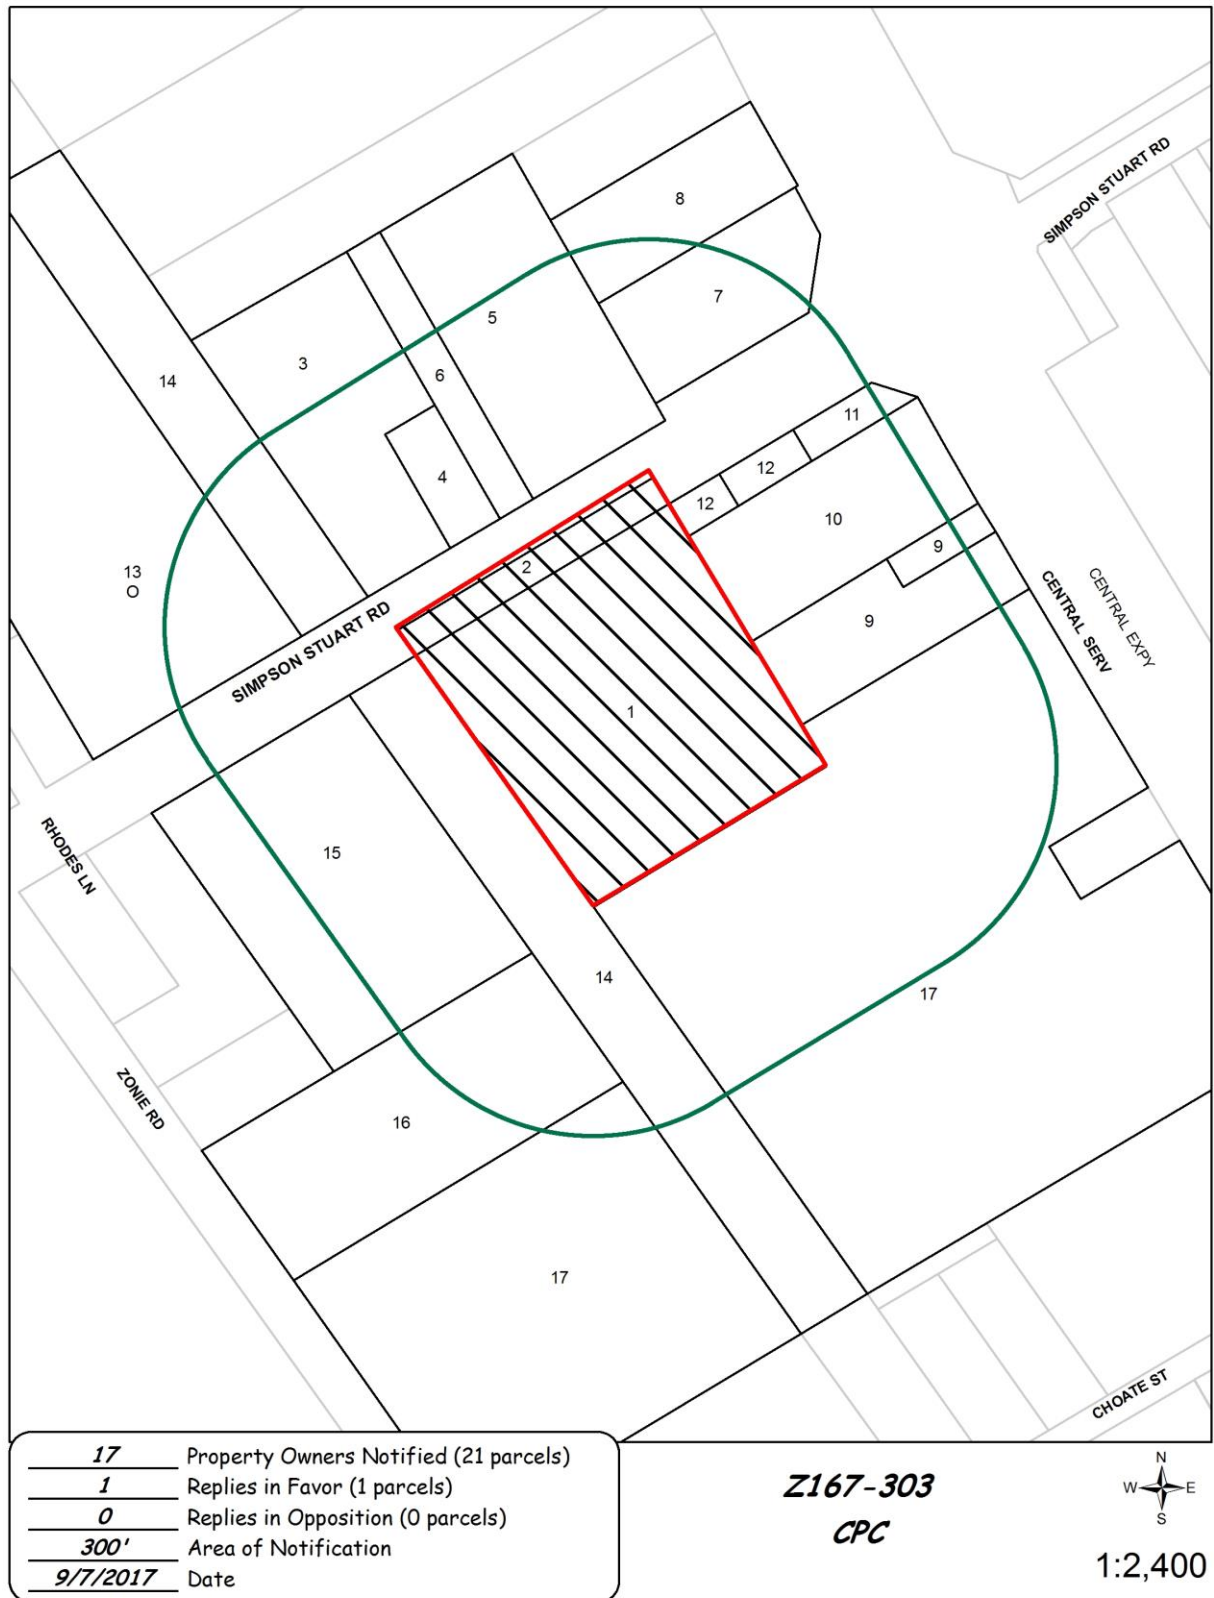 SIMPSON STUART RD
8
7
5
3
14
6
11
4
12
12
10
2
9
13
O
CENTRAL SERV
CENTRAL EXPY
SIMPSON STUART RD
9
1
15
RHODES LN
14
17
ZONIE RD
16
17
CHOATE ST
17 Property Owners Notified (21 parcels)
1 Replies in Favor (1 parcels)
0 Replies in Opposition (0 parcels)
300' Area of Notification
9/7/2017 Date
Z167-303
CPC
N
W E
S
1:2,400